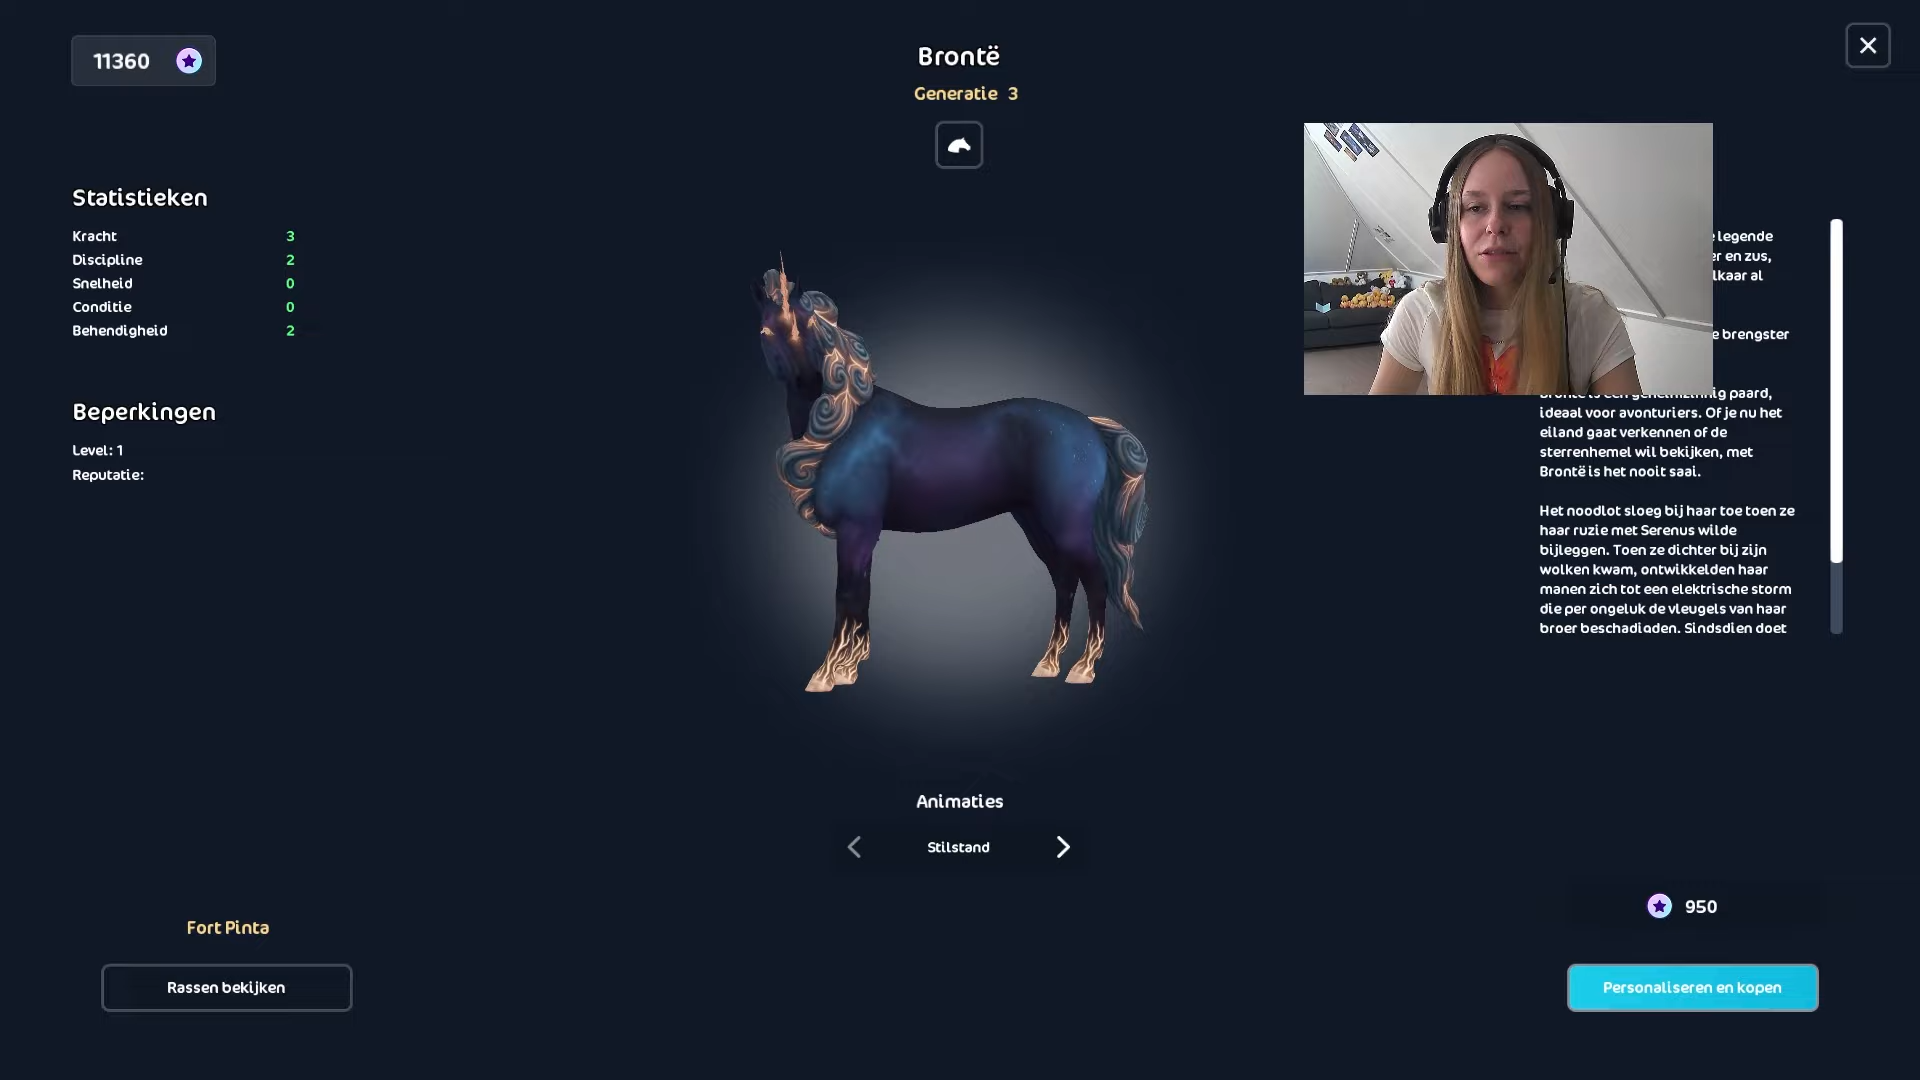 11360
Brontë
Generatie 3
Statistieken
Kracht 3
Discipline 2
Snelheid 0
Conditie 0
Behendigheid 2
Beperkingen
Level: 1
Reputatie:
legende
en zus,
al
brengster
paard,
ideaal voor avonturiers. Of je nu het
eiland gaat verkennen of de
sterrenhemel wil bekijken, met
Brontë is het nooit saai.
Het noodlot sloeg bij haar toe toen ze
haar ruzie met Serenus wilde
bijleggen. Toen ze dichter bij zijn
wolken kwam, ontwikkelden haar
manen zich tot een elektrische storm
die per ongeluk de vleugels van haar
broer beschadigden. Sindsdien doet
Animaties
Stilstand
Fort Pinta
Rassen bekijken
950
Personaliseren en kopen